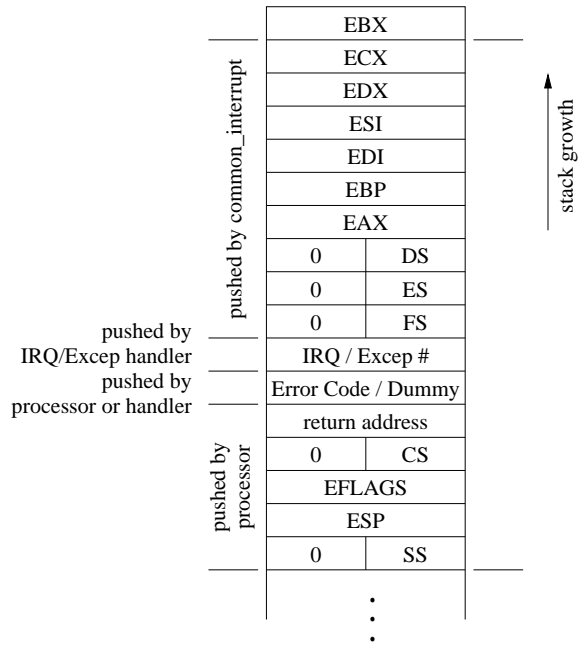 EBX
ECX
EDX
ESI
EDI
EBP
EAX
0 DS
0 ES
0 FS
IRQ / Excep #
Error Code / Dummy
return address
0 CS
EFLAGS
ESP
0 SS
pushed by common_interrupt
pushed by
IRQ/Excep handler
pushed by
processor or handler
pushed by
processor
stack growth